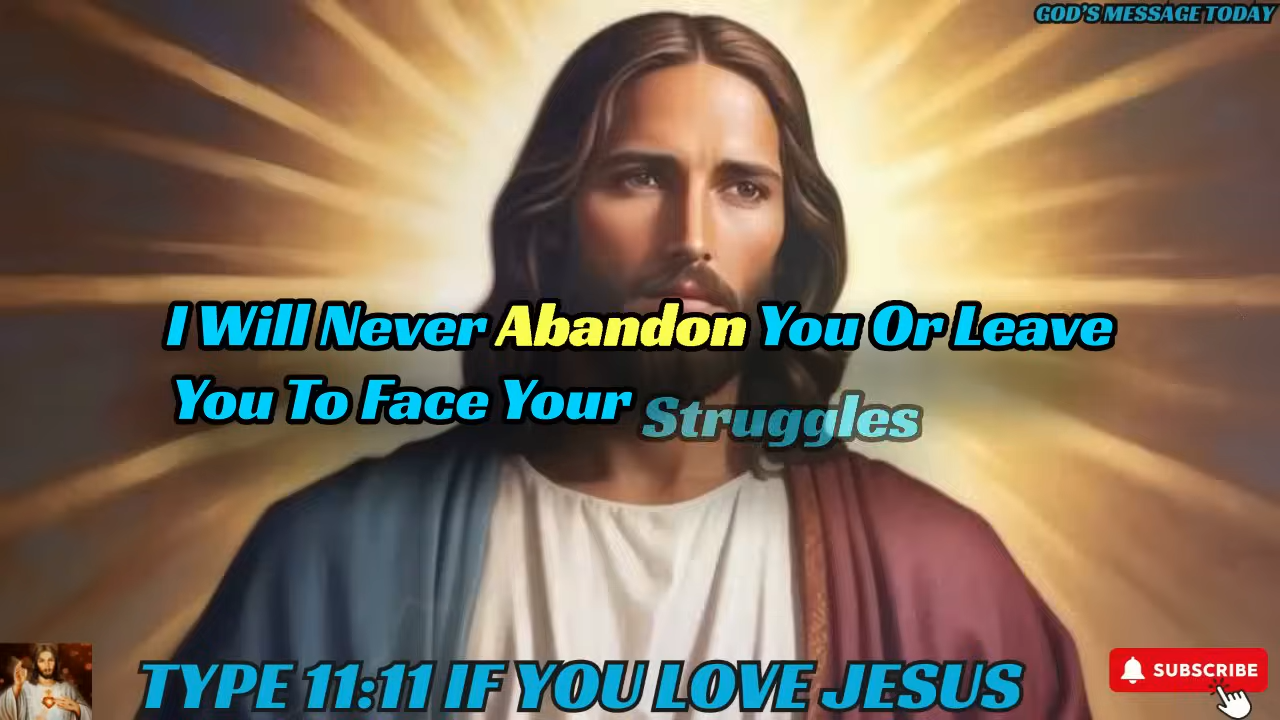 GOD'S MESSAGE TODAY
I Will Never Abandon You Or Leave
You To Face Your Struggles
TYPE 11:11 IF YOU LOVE JESUS
SUBSCRIBE